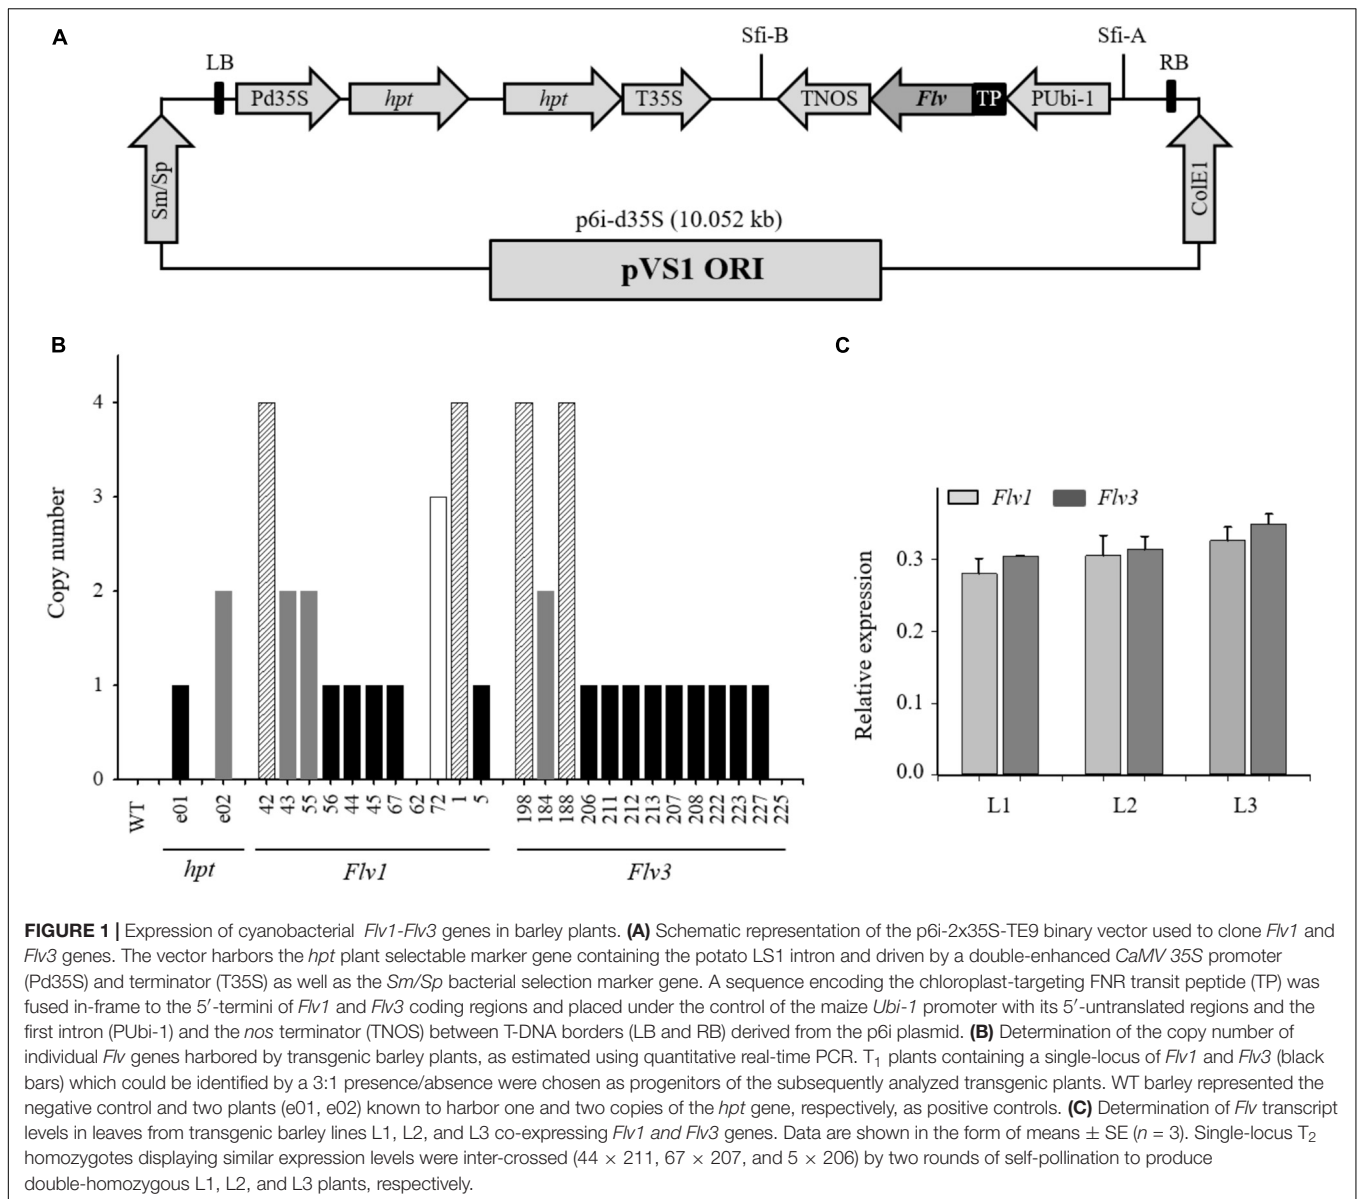 A
LB
Sfi-B
Sfi-A
RB
Pd35S
hpt
hpt
T35S
TNOS
Flv
TP
PUbi-1
Sm/Sp
ColE1
p6i-d35S (10.052 kb)
pVS1 ORI
B
Copy number
4
3
2
1
0
WT
e01
e02
42
43
55
56
44
45
67
62
72
1
5
198
184
188
206
211
212
213
207
208
222
223
227
225
hpt
Flv1
Flv3
C
Flv1
Flv3
Relative expression
0.3
0.2
0.1
0.0
L1
L2
L3
FIGURE 1 | Expression of cyanobacterial Flv1-Flv3 genes in barley plants. (A) Schematic representation of the p6i-2x35S-TE9 binary vector used to clone Flv1 and
Flv3 genes. The vector harbors the hpt plant selectable marker gene containing the potato LS1 intron and driven by a double-enhanced CaMV 35S promoter
(Pd35S) and terminator (T35S) as well as the Sm/Sp bacterial selection marker gene. A sequence encoding the chloroplast-targeting FNR transit peptide (TP) was
fused in-frame to the 5′-termini of Flv1 and Flv3 coding regions and placed under the control of the maize Ubi-1 promoter with its 5′-untranslated regions and the
first intron (PUbi-1) and the nos terminator (TNOS) between T-DNA borders (LB and RB) derived from the p6i plasmid. (B) Determination of the copy number of
individual Flv genes harbored by transgenic barley plants, as estimated using quantitative real-time PCR. T1 plants containing a single-locus of Flv1 and Flv3 (black
bars) which could be identified by a 3:1 presence/absence were chosen as progenitors of the subsequently analyzed transgenic plants. WT barley represented the
negative control and two plants (e01, e02) known to harbor one and two copies of the hpt gene, respectively, as positive controls. (C) Determination of Flv transcript
levels in leaves from transgenic barley lines L1, L2, and L3 co-expressing Flv1 and Flv3 genes. Data are shown in the form of means ± SE (n = 3). Single-locus T2
homozygotes displaying similar expression levels were inter-crossed (44 × 211, 67 × 207, and 5 × 206) by two rounds of self-pollination to produce
double-homozygous L1, L2, and L3 plants, respectively.